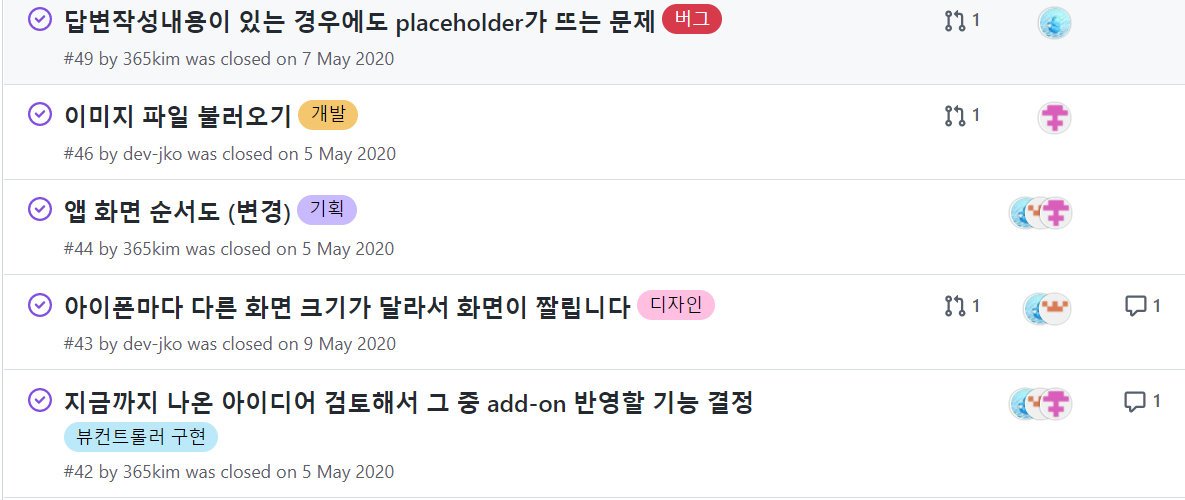 답변작성내용이 있는 경우에도 placeholder가 뜨는 문제 버그 1
#49 by 365kim was closed on 7 May 2020
이미지 파일 불러오기 개발 1
#46 by dev-jko was closed on 5 May 2020
앱 화면 순서도 (변경) 기획
#44 by 365kim was closed on 5 May 2020
아이폰마다 다른 화면 크기가 달라서 화면이 짤립니다 디자인 1 1
#43 by dev-jko was closed on 9 May 2020
지금까지 나온 아이디어 검토해서 그 중 add-on 반영할 기능 결정 1
뷰컨트롤러 구현
#42 by 365kim was closed on 5 May 2020